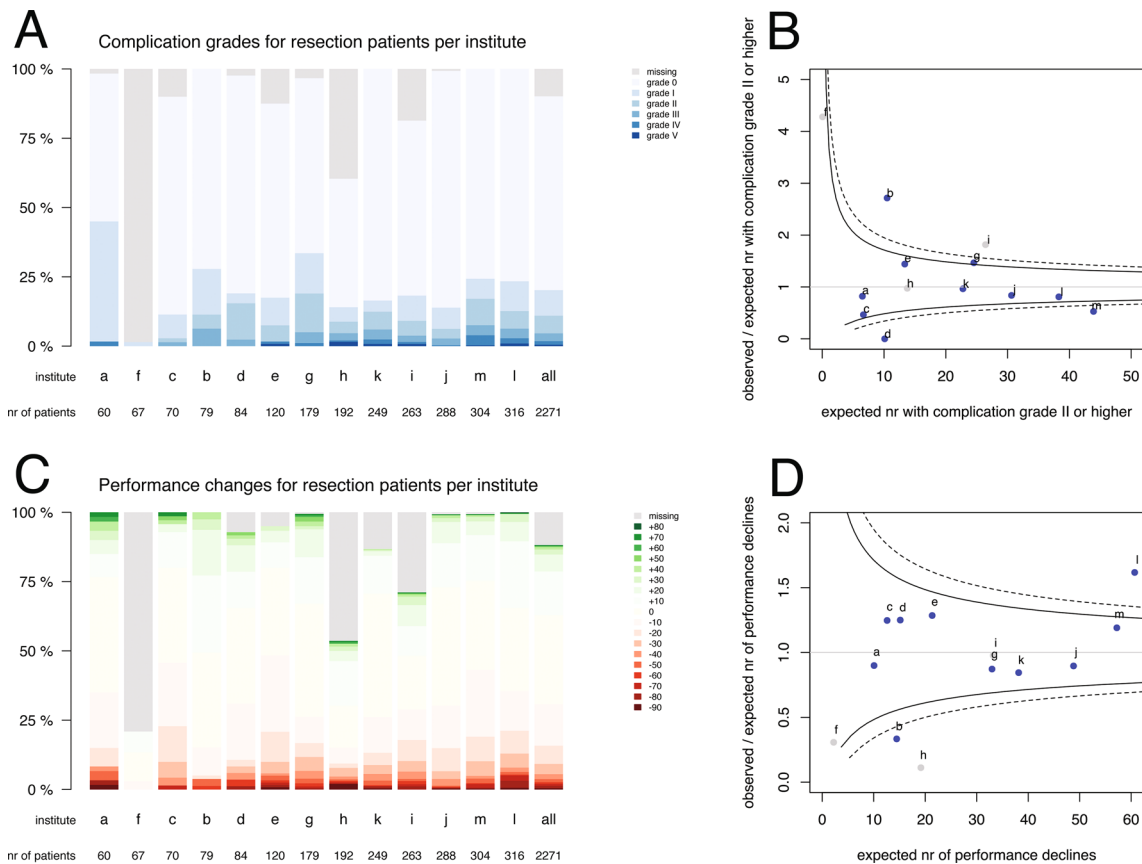 A
Complication grades for resection patients per institute
100 %
75 %
50 %
25 %
0 %
missing
grade 0
grade I
grade II
grade III
grade IV
grade V
institute a f c b d e g h k i j m l all
nr of patients 60 67 70 79 84 120 179 192 249 263 288 304 316 2271
B
observed / expected nr with complication grade II or higher
5
4
3
2
1
0
f
b
i
g
e
h
k
a
j
l
c
m
d
0 10 20 30 40 50
expected nr with complication grade II or higher
C
Performance changes for resection patients per institute
100 %
75 %
50 %
25 %
0 %
missing
+80
+70
+60
+50
+40
+30
+20
+10
0
-10
-20
-30
-40
-50
-60
-70
-80
-90
institute a f c b d e g h k i j m l all
nr of patients 60 67 70 79 84 120 179 192 249 263 288 304 316 2271
D
observed / expected nr of performance declines
2.0
1.5
1.0
0.5
0.0
l
c d e
m
i
a
g
k
j
f
b
h
0 10 20 30 40 50 60
expected nr of performance declines